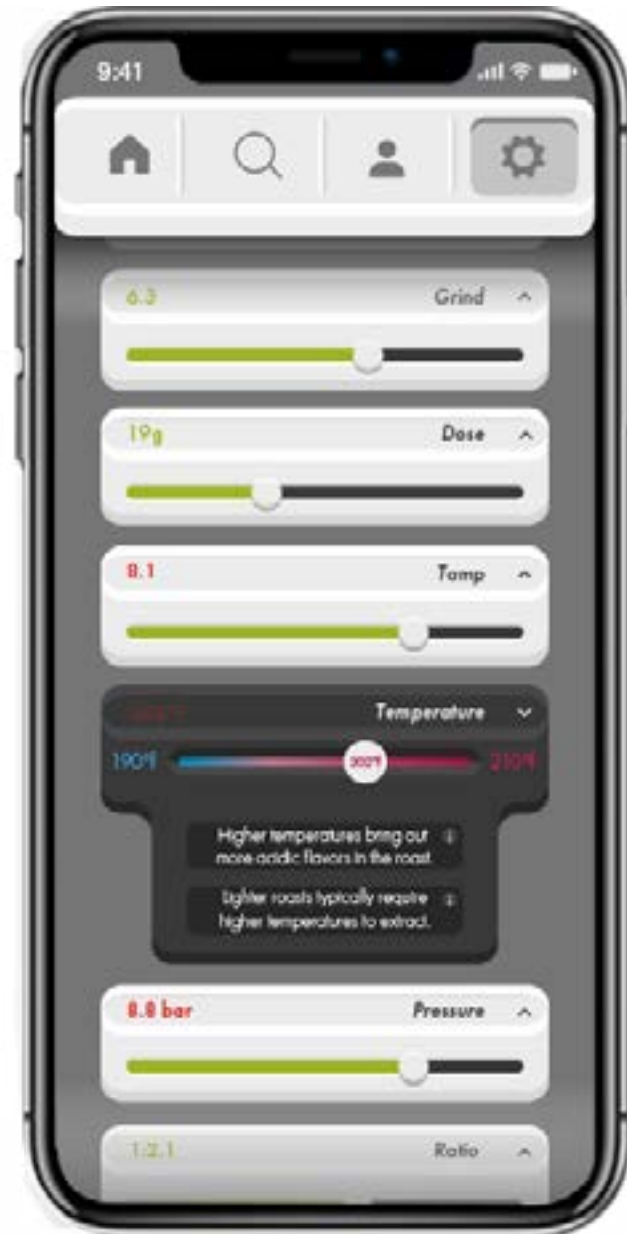 9:41
6.3 Grind
19g Dose
8.1 Tamp
Temperature
190°F 202°F 210°F
Higher temperatures bring out
more acidic flavors in the roast.
Lighter roasts typically require
higher temperatures to extract.
8.8 bar Pressure
1:2.1 Ratio